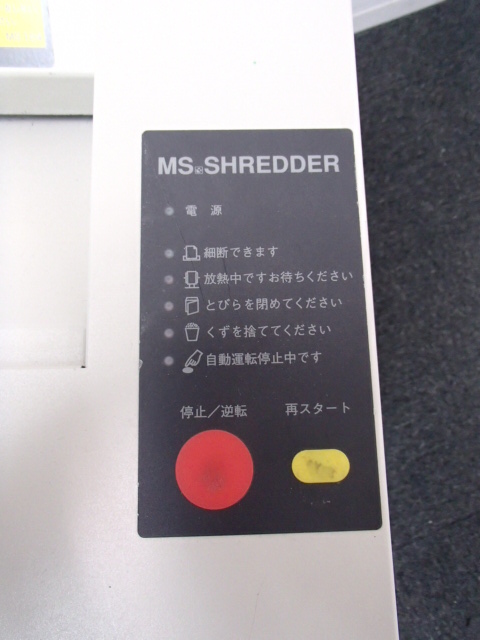 MS SHREDDER
電源
細断できます
放熱中ですお待ちください
とびらを閉めてください
くずを捨ててください
自動運転停止中です
停止/逆転 再スタート